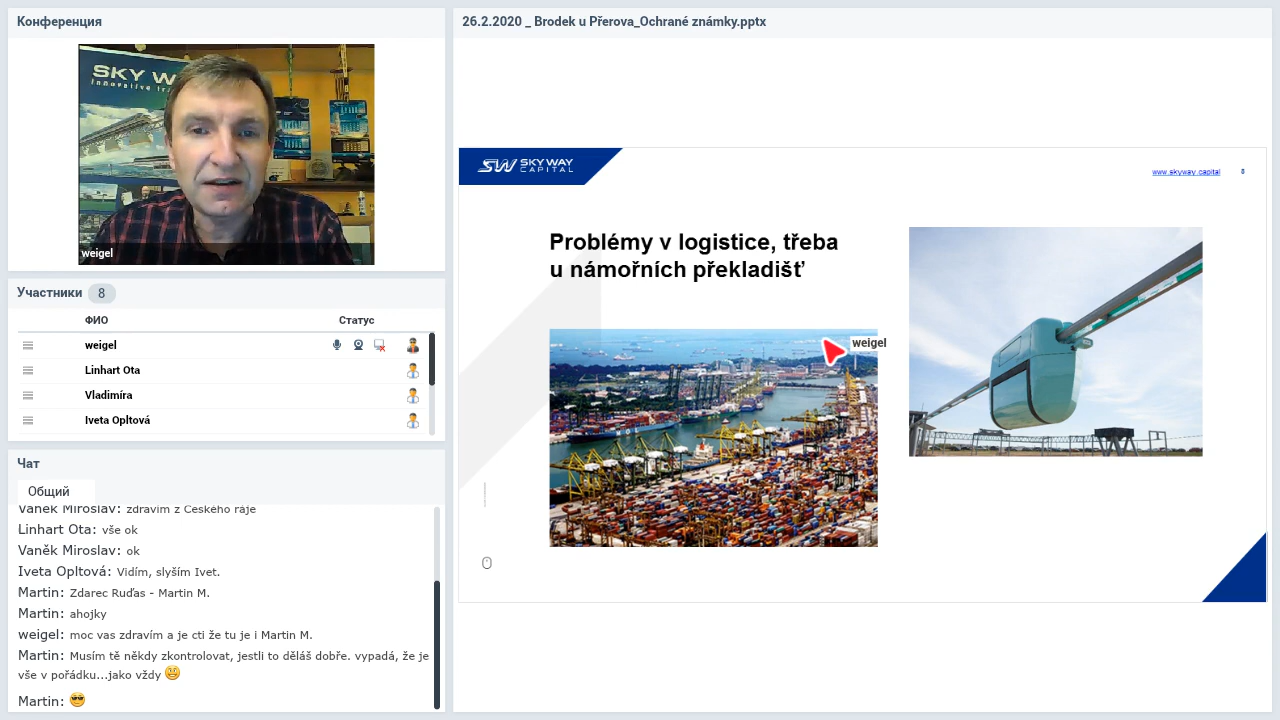 Конференция
SKY W
weigel
Участники 8
ФИО Статус
weigel
Linhart Ota
Vladimíra
Iveta Opltová
Чат
Общий
Vaněk Miroslav: zdravim z Ceského ráje
Linhart Ota: vše ok
Vaněk Miroslav: ok
Iveta Opltová: Vidím, slyším Ivet.
Martin: Zdarec Ruďas - Martin M.
Martin: ahojky
weigel: moc vas zdravím a je cti že tu je i Martin M.
Martin: Musím tě někdy zkontrolovat, jestli to děláš dobře. vypadá, že je
vše v pořádku...jako vždy
Martin:
26.2.2020 _ Brodek u Přerova_Ochrané známky.pptx
SW SKY WAY
CAPITAL
www.skyway.capital 8
Problémy v logistice, třeba
u námořních překladišť
weigel